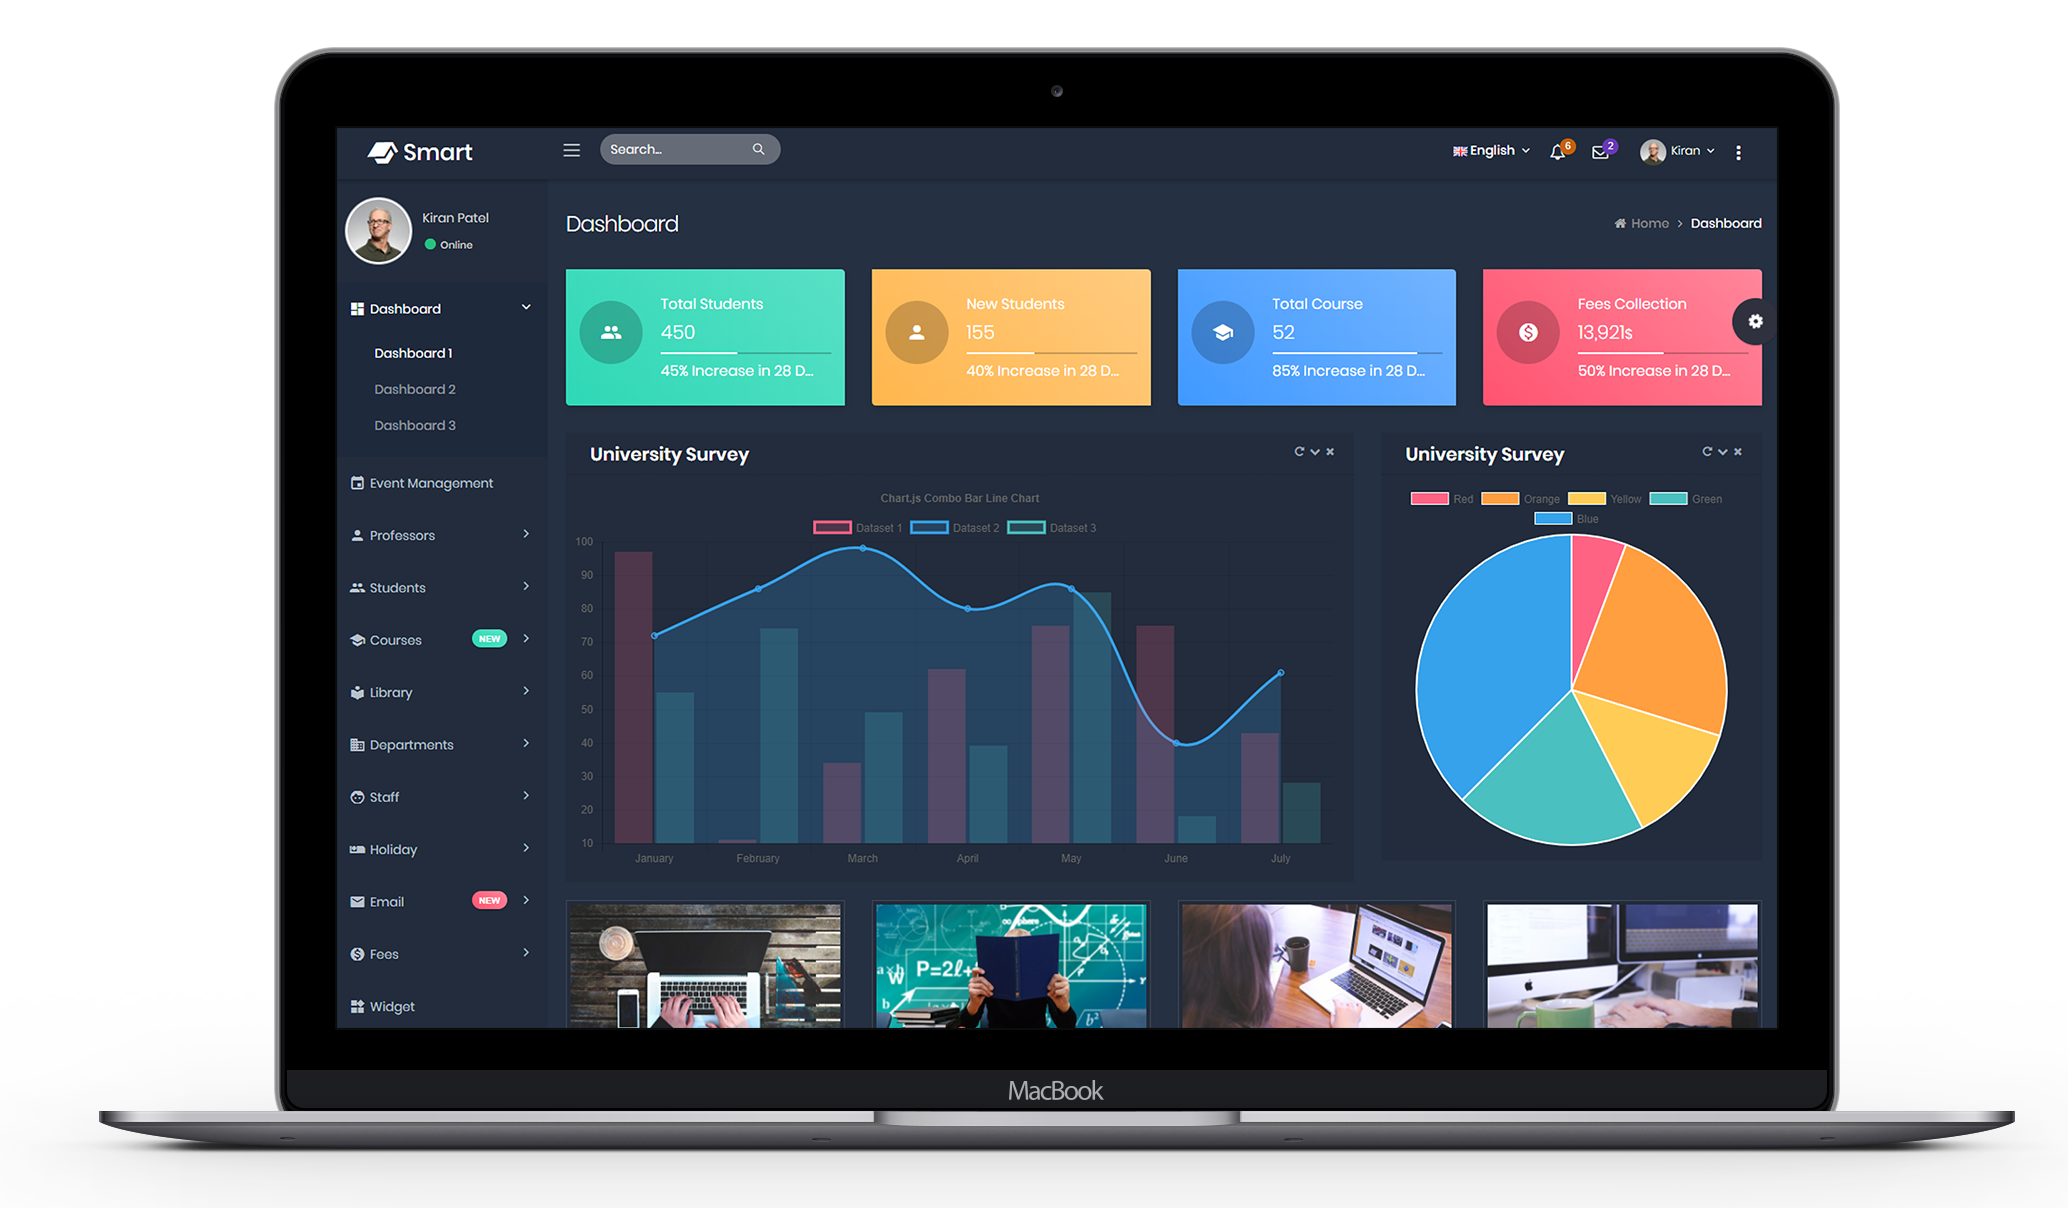 Smart
Search...
English
6
2
Kiran
Kiran Patel
Online
Dashboard
Home > Dashboard
Dashboard
Dashboard 1
Dashboard 2
Dashboard 3
Event Management
Professors
Students
Courses NEW
Library
Departments
Staff
Holiday
Email NEW
Fees
Widget
Total Students
450
45% Increase in 28 D...
New Students
155
40% Increase in 28 D...
Total Course
52
85% Increase in 28 D...
Fees Collection
13,921$
50% Increase in 28 D...
University Survey
Chart.js Combo Bar Line Chart
Dataset 1 Dataset 2 Dataset 3
100
90
80
70
60
50
40
30
20
10
January February March April May June July
University Survey
Red Orange Yellow Green
Blue
∞ sphere
a x b
W P=2ℓ+
b
r
b²
MacBook